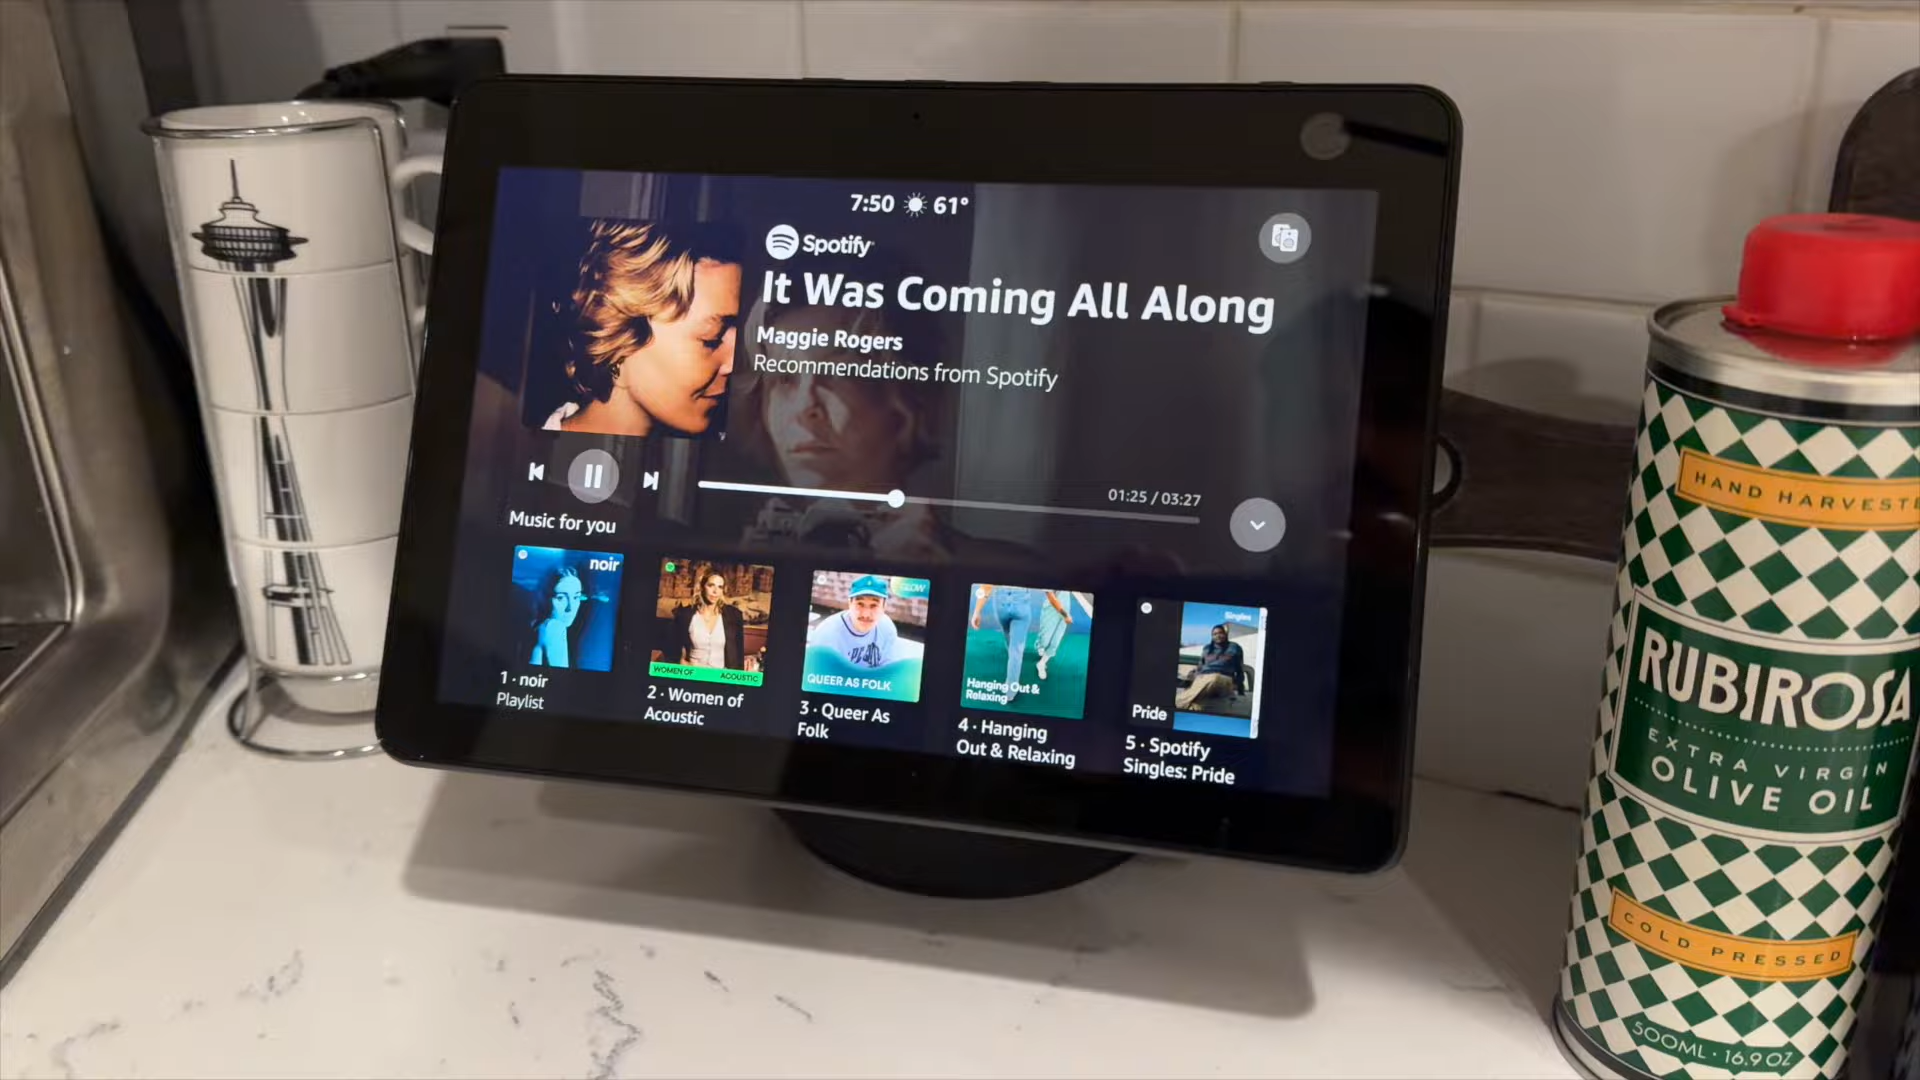 7:50 61°
Spotify
It Was Coming All Along
Maggie Rogers
Recommendations from Spotify
01:25 / 03:27
Music for you
noir
1 · noir
Playlist
WOMEN OF ACOUSTIC
2 · Women of
Acoustic
GLOW
QUEER AS FOLK
3 · Queer As
Folk
Hanging Out &
Relaxing
4 · Hanging
Out & Relaxing
Singles
Pride
5 · Spotify
Singles: Pride
HAND HARVESTE
RUBIROSA
EXTRA VIRGIN
OLIVE OIL
COLD PRESSED
500ML · 16.9 OZ